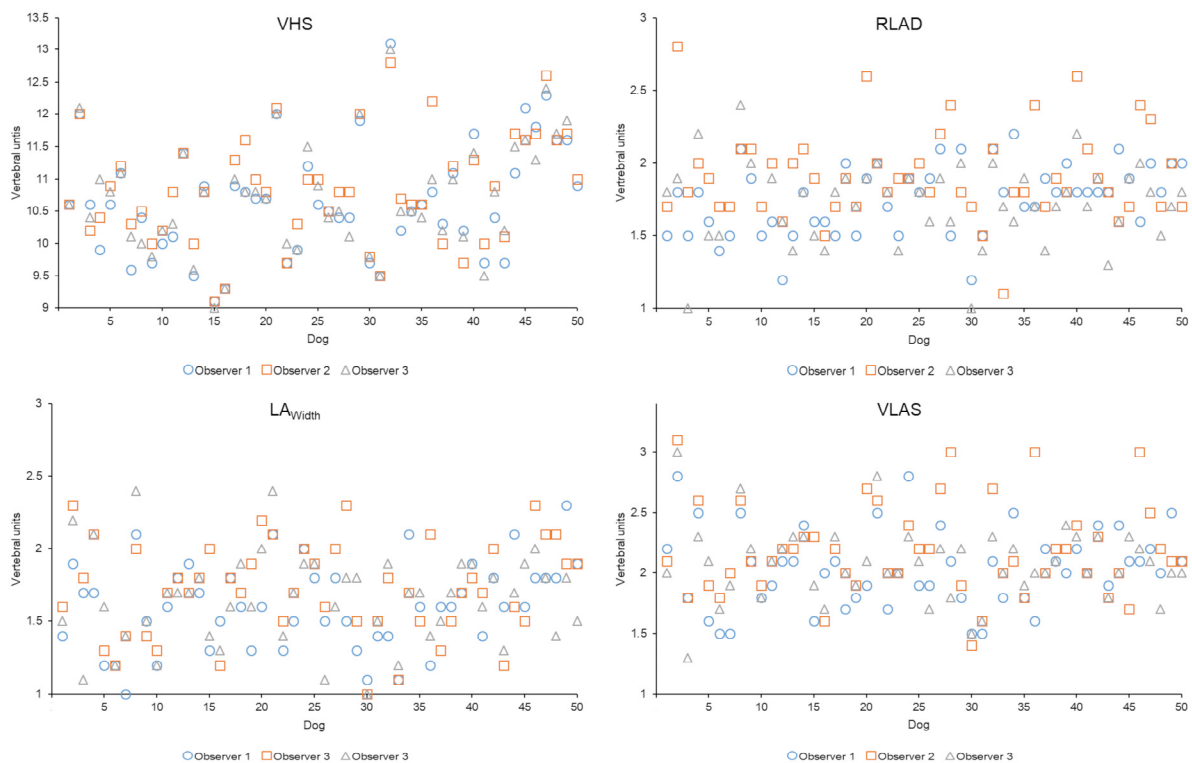 VHS
13.5
13
12.5
12
11.5
11
10.5
10
9.5
9
Vertebral untis
5 10 15 20 25 30 35 40 45 50
Dog
Observer 1 Observer 2 Observer 3
RLAD
3
2.5
2
1.5
1
Vertrebral units
5 10 15 20 25 30 35 40 45 50
Dog
Observer 1 Observer 2 Observer 3
LAWidth
3
2.5
2
1.5
1
Vertebral units
5 10 15 20 25 30 35 40 45 50
Dog
Observer 1 Observer 3 Observer 3
VLAS
3
2.5
2
1.5
1
Vertebral units
5 10 15 20 25 30 35 40 45 50
Dog
Observer 1 Observer 2 Observer 3